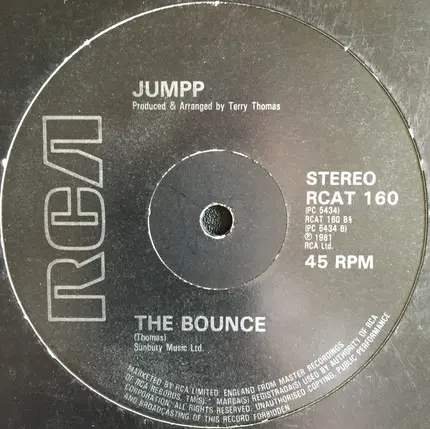 JUMPP
Produced & Arranged by Terry Thomas
RCA
STEREO
RCAT 160
(PC 5434)
RCAT 160 B§
(PC 5434 B)
℗ 1981
RCA Ltd.
45 RPM
THE BOUNCE
(Thomas)
Sunbury Music Ltd.
MARKETED BY RCA LIMITED, ENGLAND FROM MASTER RECORDINGS
OF RCA RECORDS. TM(S)® MARCA(S) REGISTRADA(S) USED BY AUTHORITY OF RCA
CORPORATION. ALL RIGHTS RESERVED. UNAUTHORISED COPYING, PUBLIC PERFORMANCE
AND BROADCASTING OF THIS RECORD FORBIDDEN